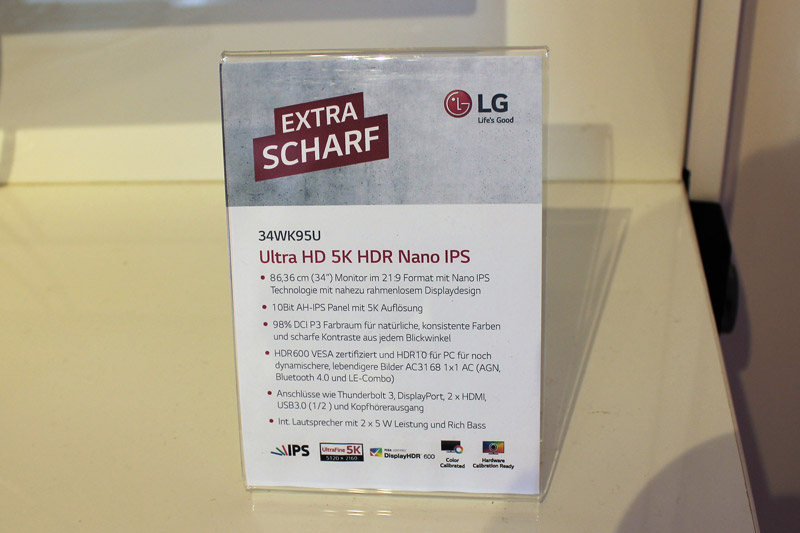 EXTRA
SCHARF
LG
Life's Good
34WK95U
Ultra HD 5K HDR Nano IPS
• 86,36 cm (34") Monitor im 21:9 Format mit Nano IPS
Technologie mit nahezu rahmenlosem Displaydesign
• 10Bit AH-IPS Panel mit 5K Auflösung
• 98% DCI P3 Farbraum für natürliche, konsistente Farben
und scharfe Kontraste aus jedem Blickwinkel
• HDR600 VESA zertifiziert und HDR10 für PC für noch
dynamischere, lebendigere Bilder AC3168 1x1 AC (AGN,
Bluetooth 4.0 und LE-Combo)
• Anschlüsse wie Thunderbolt 3, DisplayPort, 2 x HDMI,
USB3.0 (1/2 ) und Kopfhörerausgang
• Int. Lautsprecher mit 2 x 5 W Leistung und Rich Bass
IPS
UltraFine 5K
5120 x 2160
DisplayHDR 600
Color
Calibrated
Hardware
Calibration Ready